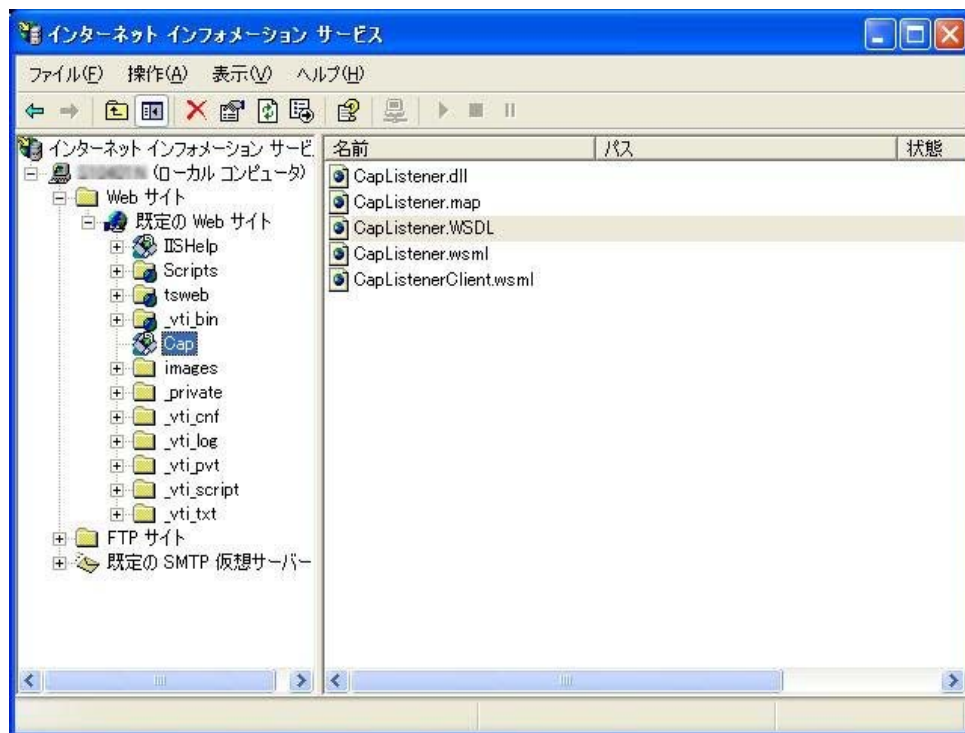 インターネット インフォメーション サービス
ファイル(F) 操作(A) 表示(V) ヘルプ(H)
インターネット インフォメーション サービ
(ローカル コンピュータ)
Web サイト
既定の Web サイト
IISHelp
Scripts
tsweb
_vti_bin
Cap
images
_private
_vti_cnf
_vti_log
_vti_pvt
_vti_script
_vti_txt
FTP サイト
既定の SMTP 仮想サーバー
名前 パス 状態
CapListener.dll
CapListener.map
CapListener.WSDL
CapListener.wsml
CapListenerClient.wsml